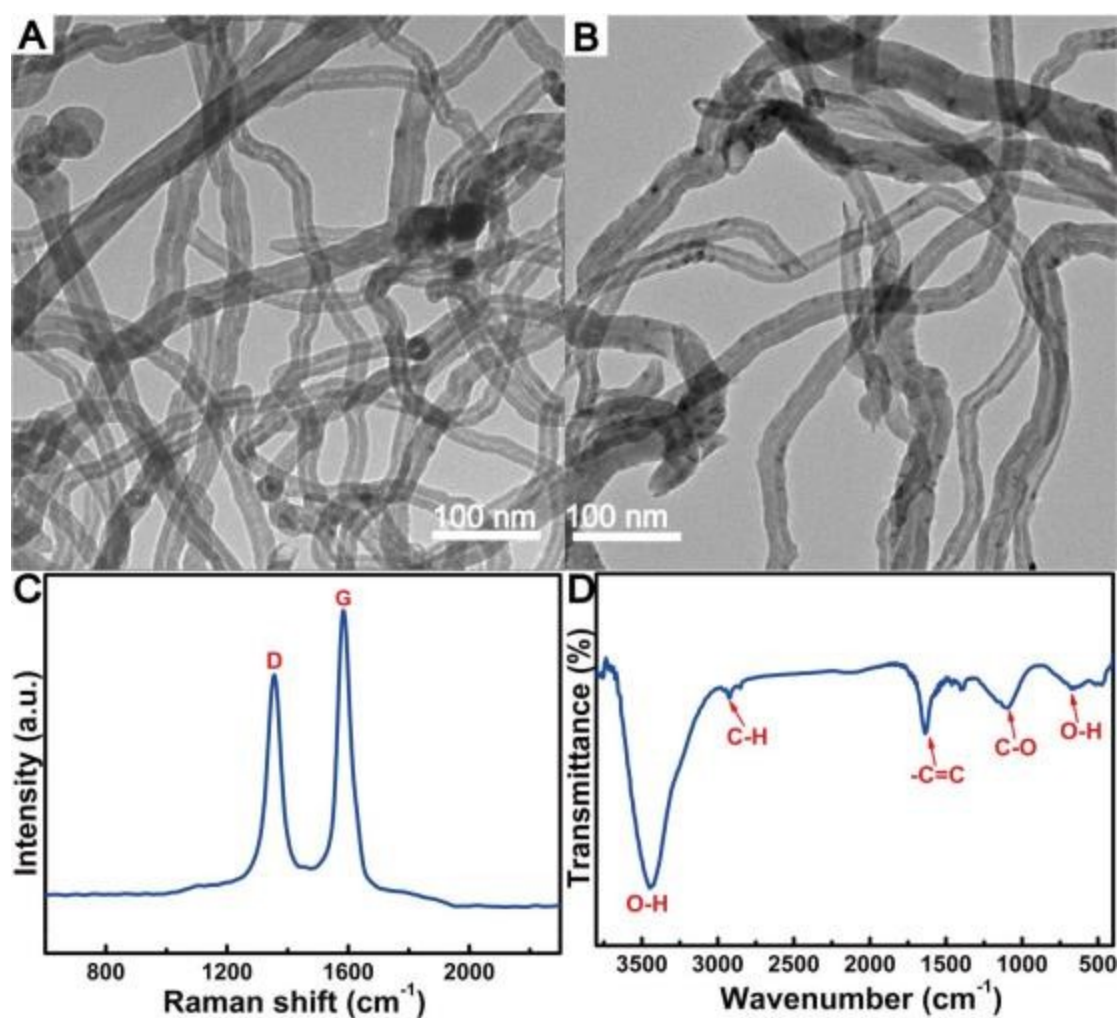 A
B
100 nm
100 nm
C
D
G
D
Intensity (a.u.)
800
1200
1600
2000
Raman shift (cm⁻¹)
Transmittance (%)
C-H
O-H
-C=C
C-O
O-H
3500
3000
2500
2000
1500
1000
500
Wavenumber (cm⁻¹)